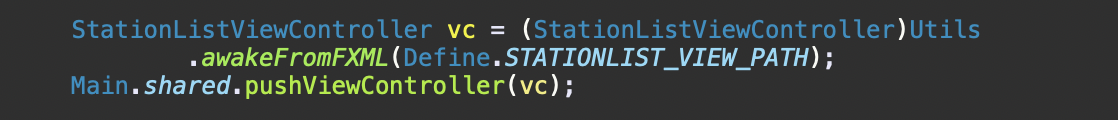 StationListViewController vc = (StationListViewController)Utils
.awakeFromFXML(Define.STATIONLIST_VIEW_PATH);
Main.shared.pushViewController(vc);